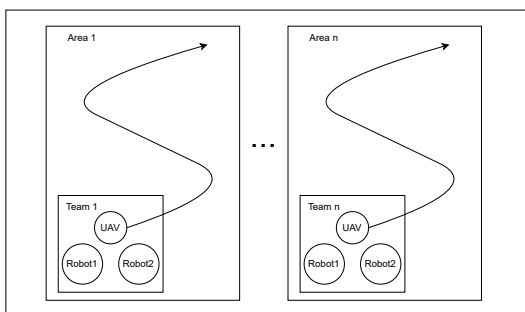 Area 1
Team 1
UAV
Robot1
Robot2
...
Area n
Team n
UAV
Robot1
Robot2